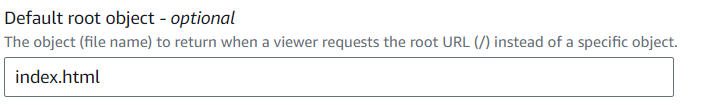 Default root object - optional
The object (file name) to return when a viewer requests the root URL (/) instead of a specific object.
index.html